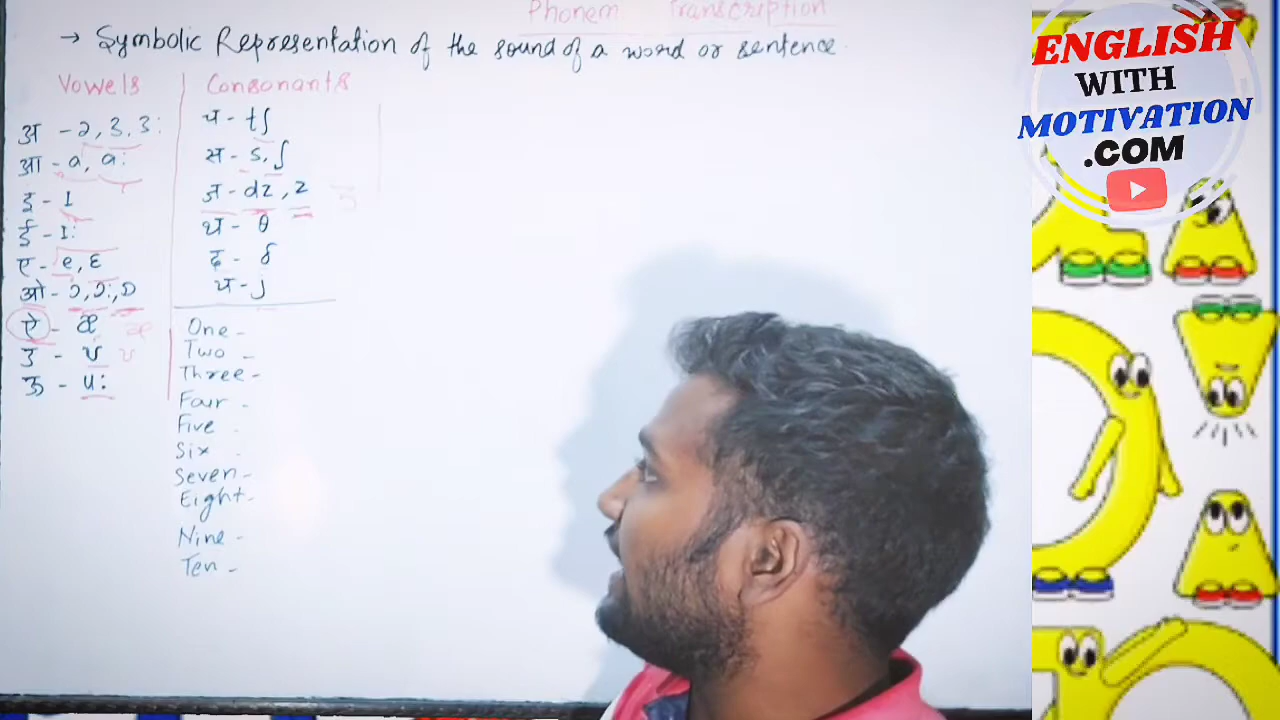 Phonem Transcription
→ Symbolic Representation of the sound of a word or sentence.
Vowels
अ - ə, ɜ, ɜ:
आ - a, a:
इ - I
ई - I:
ए - e, ɛ
ओ - ɔ, ɔ:, ɒ
ऐ - æ æ
उ - ʊ ʊ
ऊ - u:
Consonants
च - tʃ
स - s, ʃ
ज - dz, z
थ - θ
द - δ
य - j
One -
Two -
Three -
Four -
Five -
Six -
Seven -
Eight -
Nine -
Ten -
ENGLISH
WITH
MOTIVATION
.COM